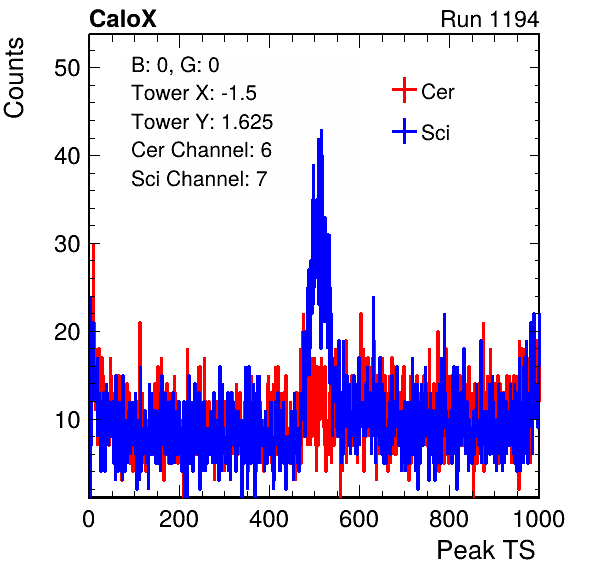 CaloX Run 1194
Counts
50
40
30
20
10
B: 0, G: 0
Tower X: -1.5
Tower Y: 1.625
Cer Channel: 6
Sci Channel: 7
Cer
Sci
0 200 400 600 800 1000
Peak TS